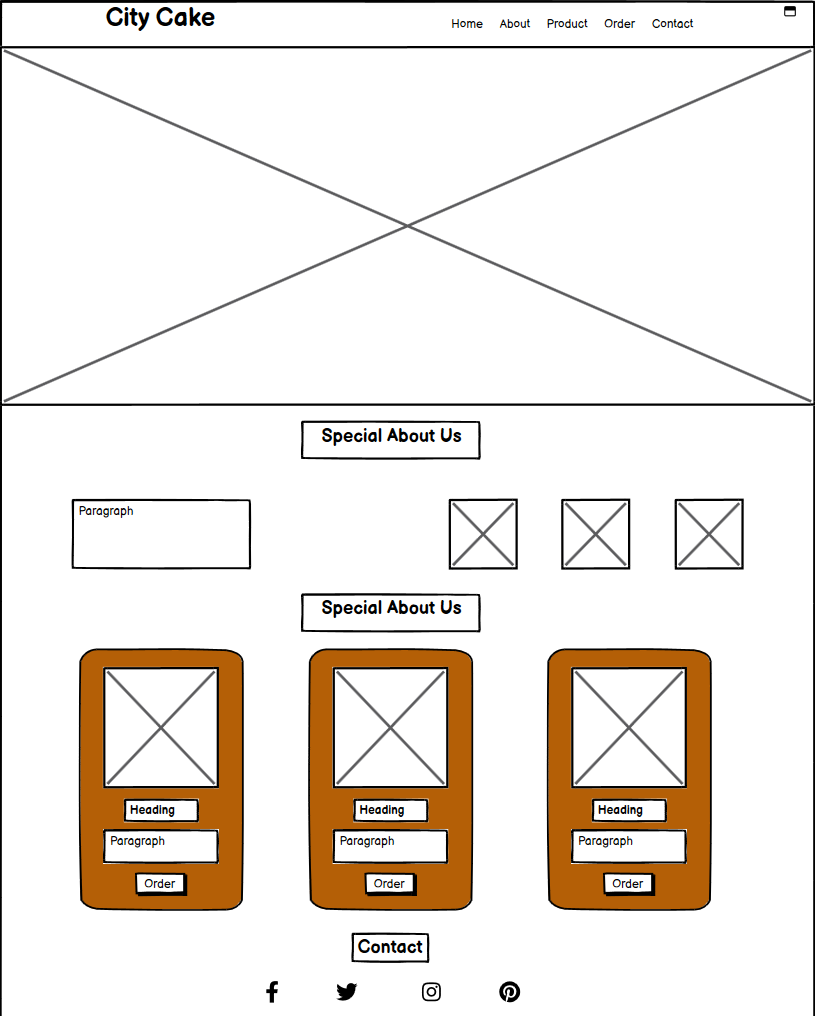 City Cake
Home About Product Order Contact
Special About Us
Paragraph
Special About Us
Heading Heading Heading
Paragraph Paragraph Paragraph
Order Order Order
Contact